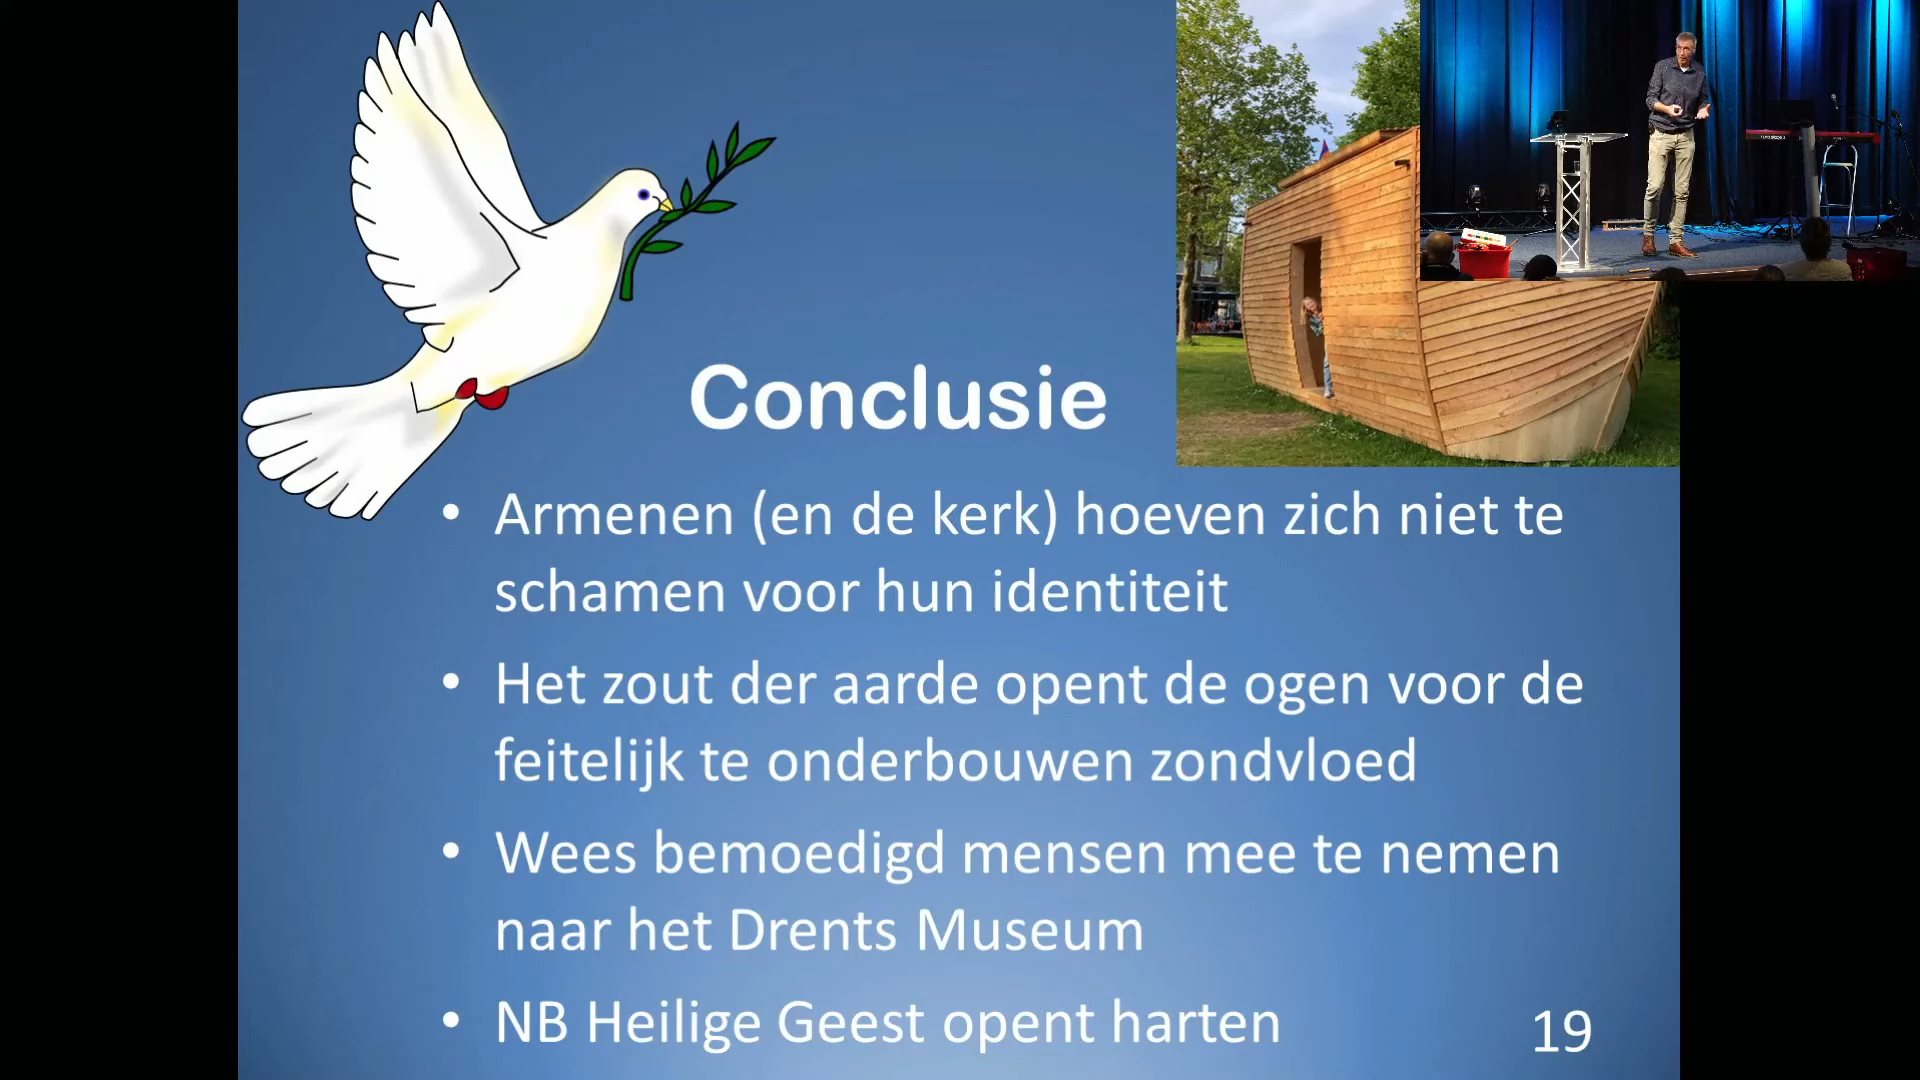 Conclusie
• Armenen (en de kerk) hoeven zich niet te
schamen voor hun identiteit
• Het zout der aarde opent de ogen voor de
feitelijk te onderbouwen zondvloed
• Wees bemoedigd mensen mee te nemen
naar het Drents Museum
• NB Heilige Geest opent harten
19